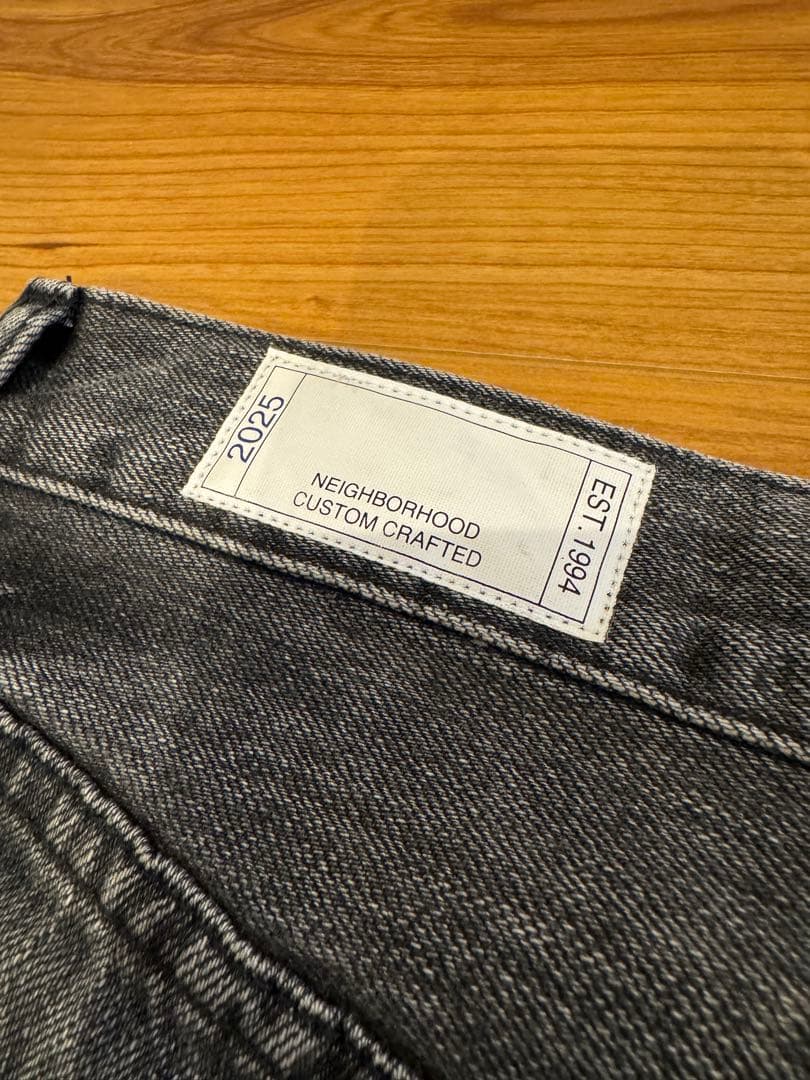 2025
NEIGHBORHOOD
CUSTOM CRAFTED
EST. 1994